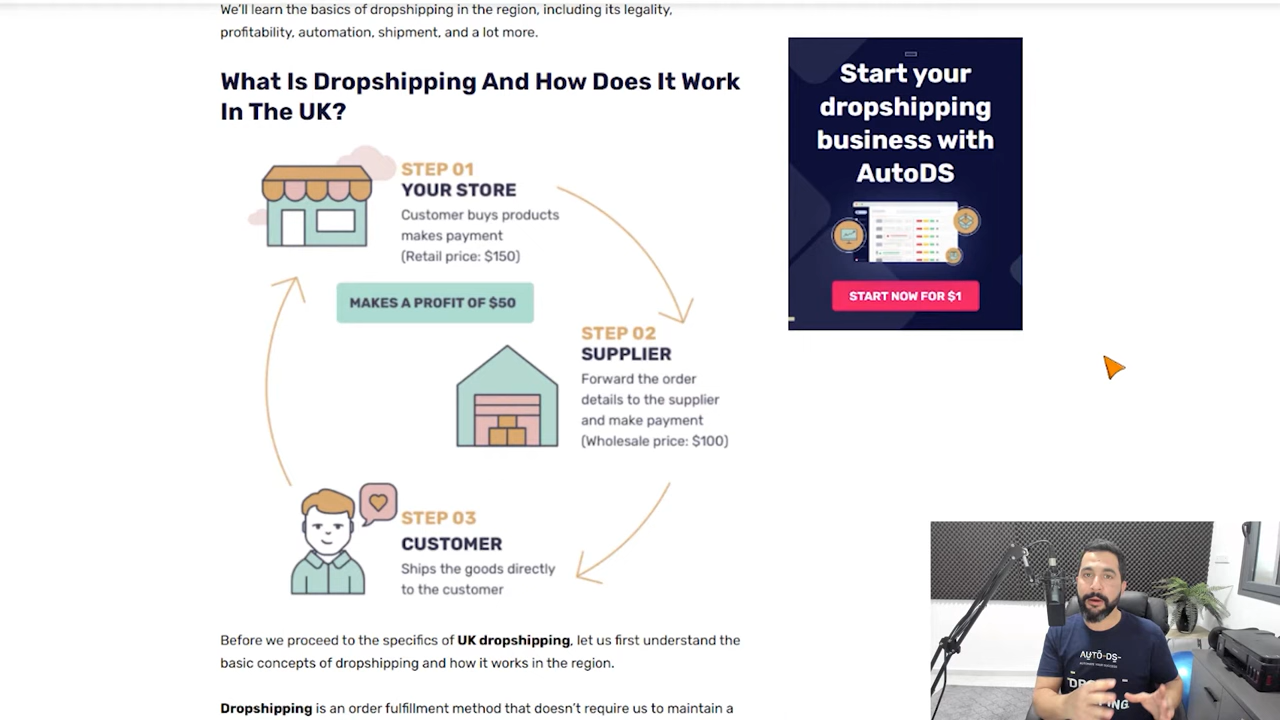 We'll learn the basics of dropshipping in the region, including its legality,
profitability, automation, shipment, and a lot more.
What Is Dropshipping And How Does It Work
In The UK?
STEP 01
YOUR STORE
Customer buys products
makes payment
(Retail price: $150)
MAKES A PROFIT OF $50
STEP 02
SUPPLIER
Forward the order
details to the supplier
and make payment
(Wholesale price: $100)
STEP 03
CUSTOMER
Ships the goods directly
to the customer
Before we proceed to the specifics of UK dropshipping, let us first understand the
basic concepts of dropshipping and how it works in the region.
Dropshipping is an order fulfillment method that doesn't require us to maintain a
Start your
dropshipping
business with
AutoDS
START NOW FOR $1
AUTO-DS-